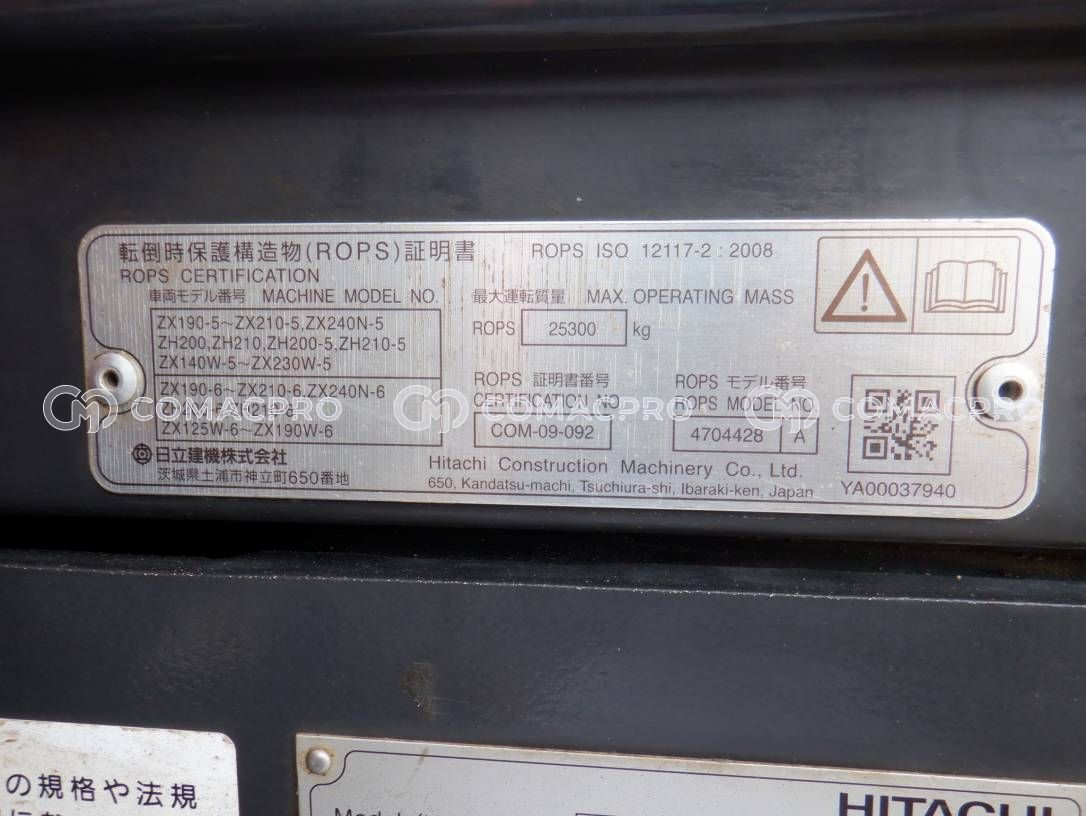 転倒時保護構造物(ROPS)証明書
ROPS CERTIFICATION
ROPS ISO 12117-2 : 2008
車両モデル番号 MACHINE MODEL NO.
ZX190-5～ZX210-5,ZX240N-5
ZH200,ZH210,ZH200-5,ZH210-5
ZX140W-5～ZX230W-5
ZX190-6～ZX210-6,ZX240N-6
ZX125W-6～ZX190W-6
最大運転質量 MAX. OPERATING MASS
ROPS 25300 kg
ROPS 証明書番号
CERTIFICATION NO.
COM-09-092
ROPS モデル番号
ROPS MODEL NO.
4704428 A
日立建機株式会社
茨城県土浦市神立町650番地
Hitachi Construction Machinery Co., Ltd.
650, Kandatsu-machi, Tsuchiura-shi, Ibaraki-ken, Japan
YA00037940
COMACPRO COMACPRO COMACPRO
の規格や法規
HITACHI